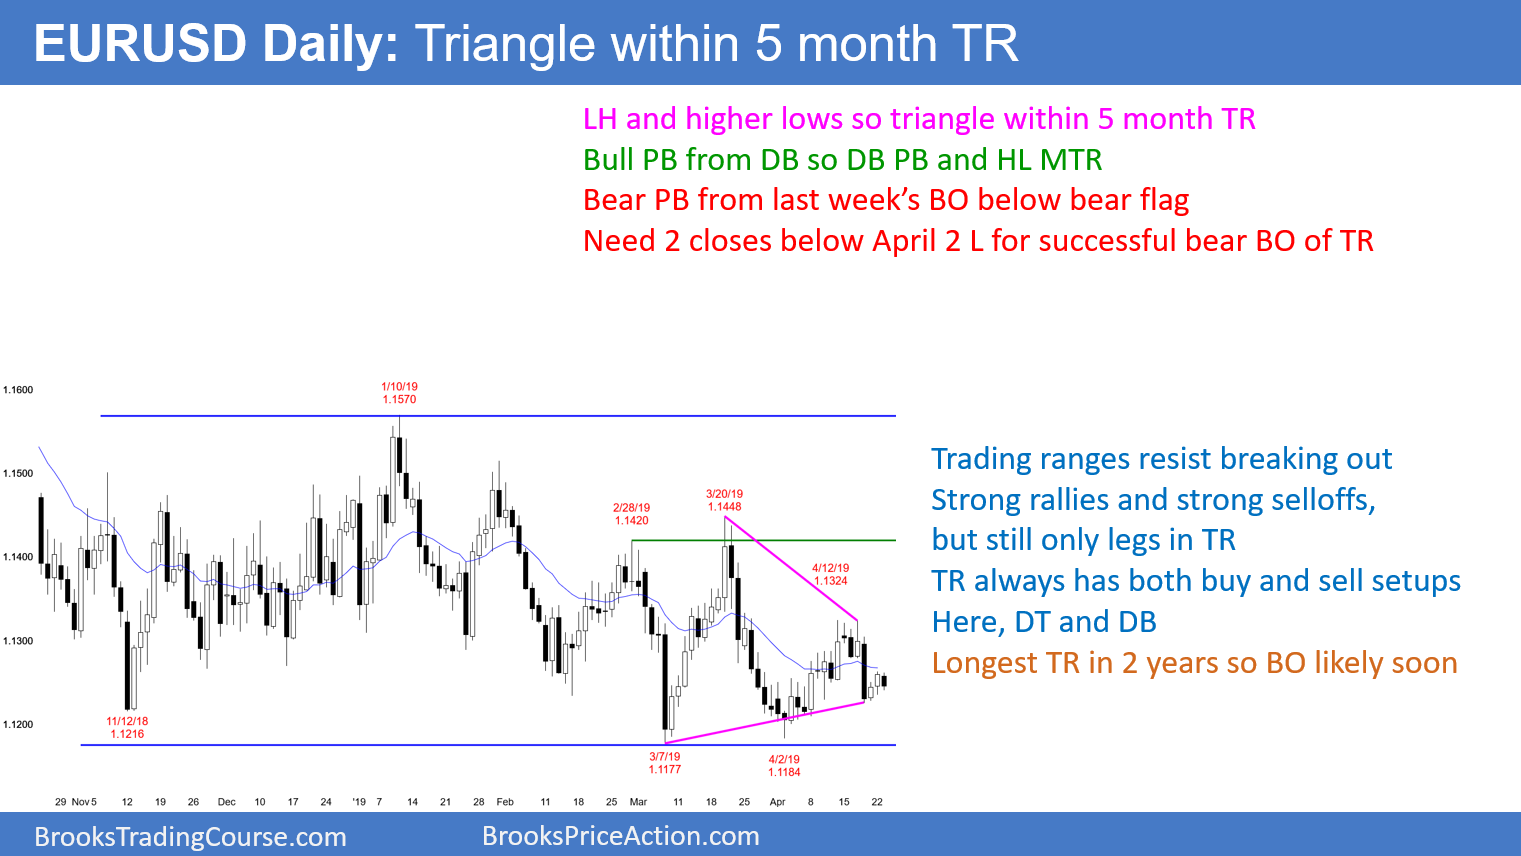 EURUSD Daily: Triangle within 5 month TR
LH and higher lows so triangle within 5 month TR
Bull PB from DB so DB PB and HL MTR
Bear PB from last week’s BO below bear flag
Need 2 closes below April 2 L for successful bear BO of TR
1.1600
1.1500
1.1400
1.1300
1.1200
1/10/19
1.1570
2/28/19
1.1420
3/20/19
1.1448
4/12/19
1.1324
11/12/18
1.1216
3/7/19
1.1177
4/2/19
1.1184
Trading ranges resist breaking out
Strong rallies and strong selloffs,
but still only legs in TR
TR always has both buy and sell setups
Here, DT and DB
Longest TR in 2 years so BO likely soon
29 Nov 5 12 19 26 Dec 10 17 24 '19 7 14 21 28 Feb 11 18 25 Mar 11 18 25 Apr 8 15 22
BrooksTradingCourse.com BrooksPriceAction.com